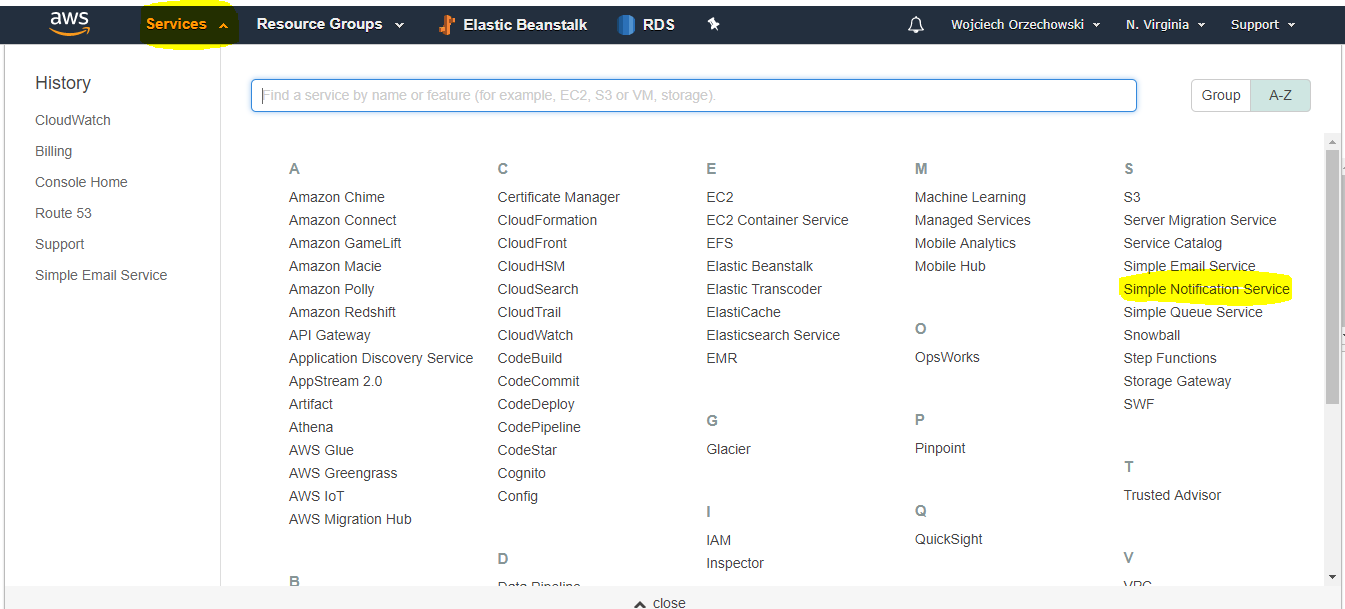 aws
Services
Resource Groups
Elastic Beanstalk
RDS
Wojciech Orzechowski
N. Virginia
Support
History
CloudWatch
Billing
Console Home
Route 53
Support
Simple Email Service
Find a service by name or feature (for example, EC2, S3 or VM, storage).
Group
A-Z
A
Amazon Chime
Amazon Connect
Amazon GameLift
Amazon Macie
Amazon Polly
Amazon Redshift
API Gateway
Application Discovery Service
AppStream 2.0
Artifact
Athena
AWS Glue
AWS Greengrass
AWS IoT
AWS Migration Hub
B
C
Certificate Manager
CloudFormation
CloudFront
CloudHSM
CloudSearch
CloudTrail
CloudWatch
CodeBuild
CodeCommit
CodeDeploy
CodePipeline
CodeStar
Cognito
Config
D
Data Pipeline
E
EC2
EC2 Container Service
EFS
Elastic Beanstalk
Elastic Transcoder
ElastiCache
Elasticsearch Service
EMR
G
Glacier
I
IAM
Inspector
M
Machine Learning
Managed Services
Mobile Analytics
Mobile Hub
O
OpsWorks
P
Pinpoint
Q
QuickSight
S
S3
Server Migration Service
Service Catalog
Simple Email Service
Simple Notification Service
Simple Queue Service
Snowball
Step Functions
Storage Gateway
SWF
T
Trusted Advisor
V
VPC
close